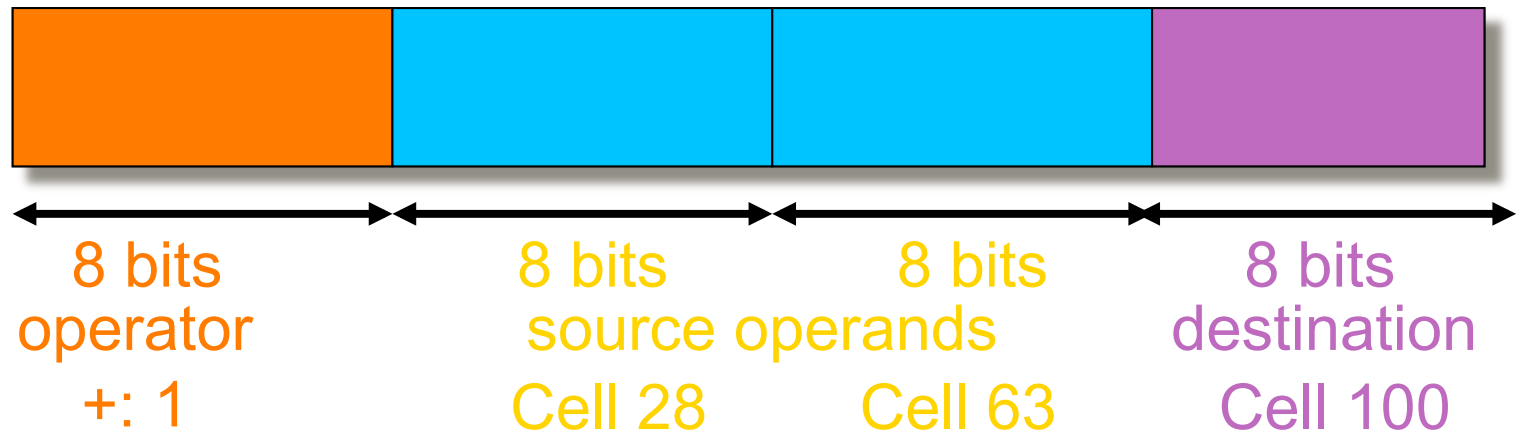 8 bits 8 bits 8 bits 8 bits
operator source operands destination
+: 1 Cell 28 Cell 63 Cell 100